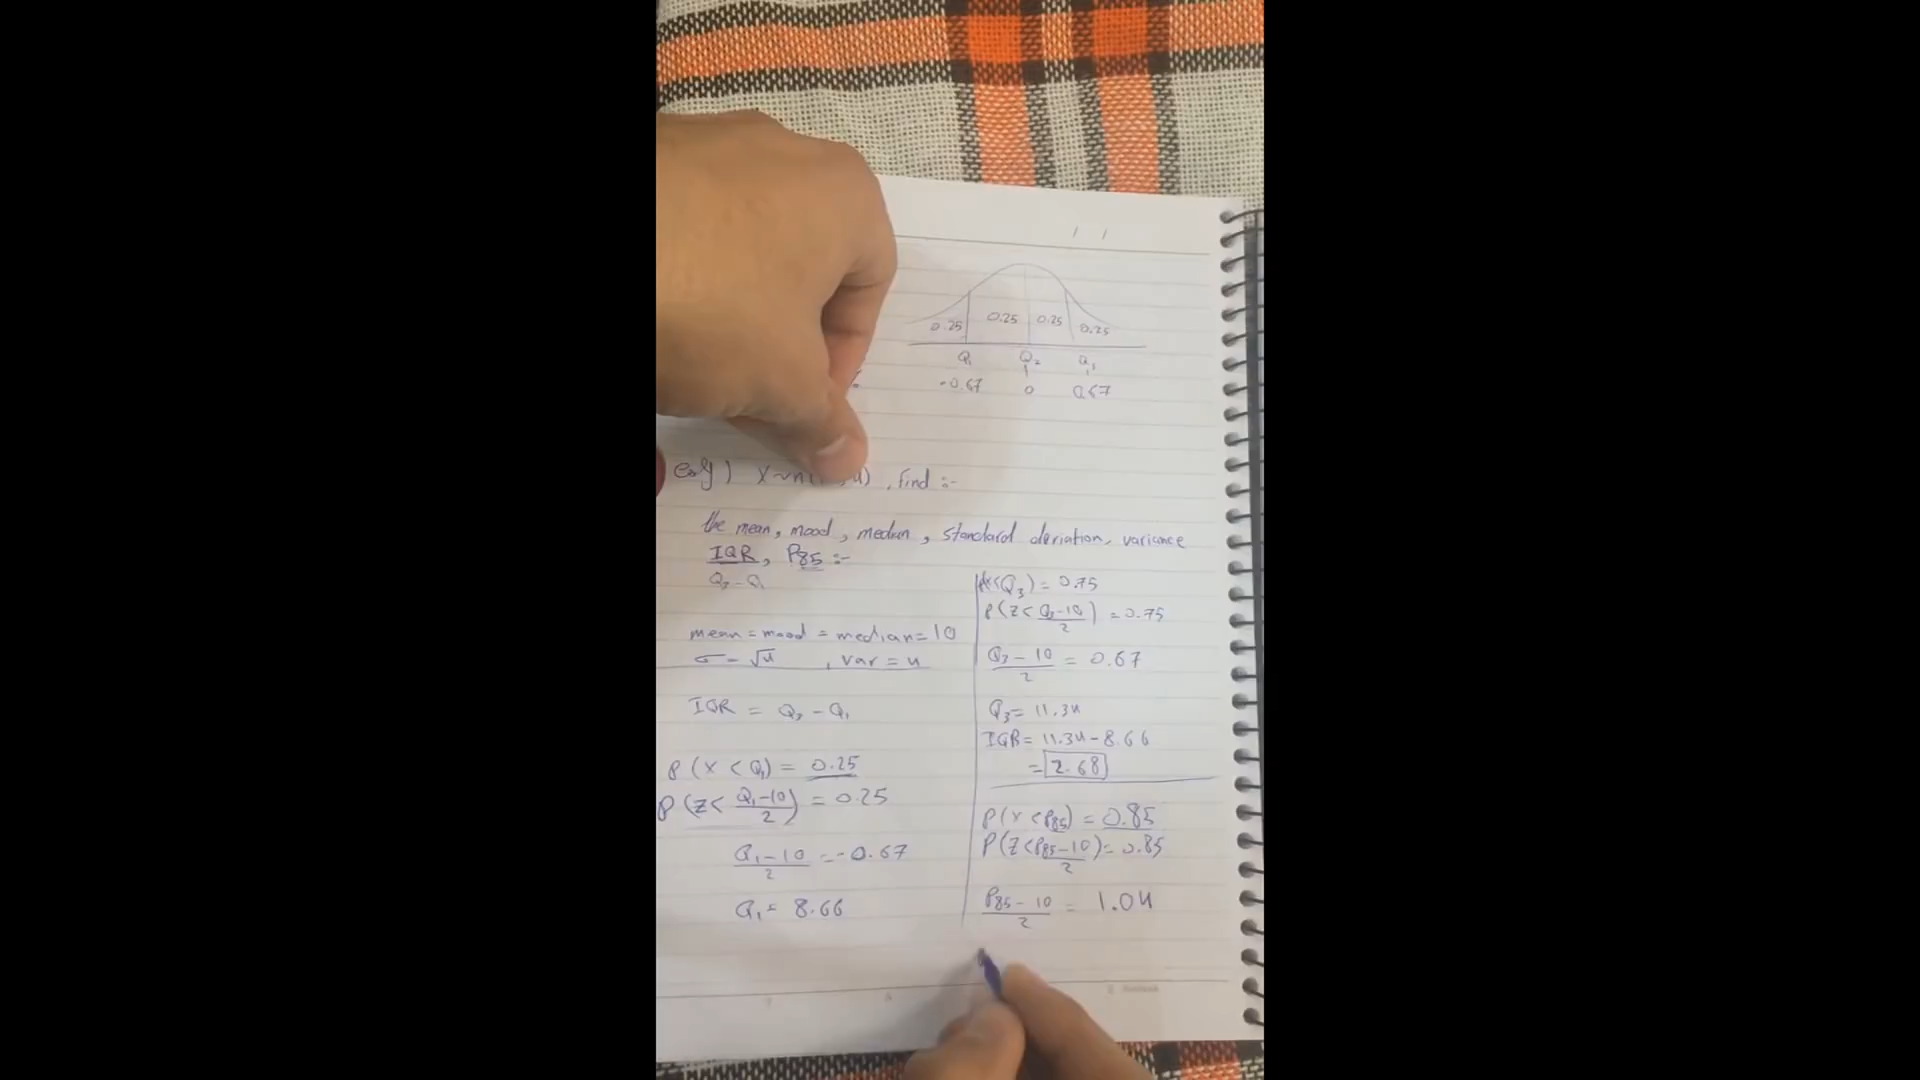 0.25 0.25 0.25 0.25
Q₁ Q₂ Q₃
-0.67 0 0.67
X~n( , 4) , find :-
the mean, mood, median, standard deviation, variance
IQR, P85 :-
Q₃-Q₁
mean = mood = median = 10
σ = √4 , var = 4
IQR = Q₃ - Q₁
P(X < Q₁) = 0.25
P(Z < Q₁-10/2) = 0.25
Q₁-10/2 = -0.67
Q₁ = 8.66
P(X<Q₃) = 0.75
P(Z < Q₃-10/2) = 0.75
Q₃-10/2 = 0.67
Q₃ = 11.34
IQR = 11.34 - 8.66
= 2.68
P(X < P85) = 0.85
P(Z < P85-10/2) = 0.85
P85-10/2 = 1.04